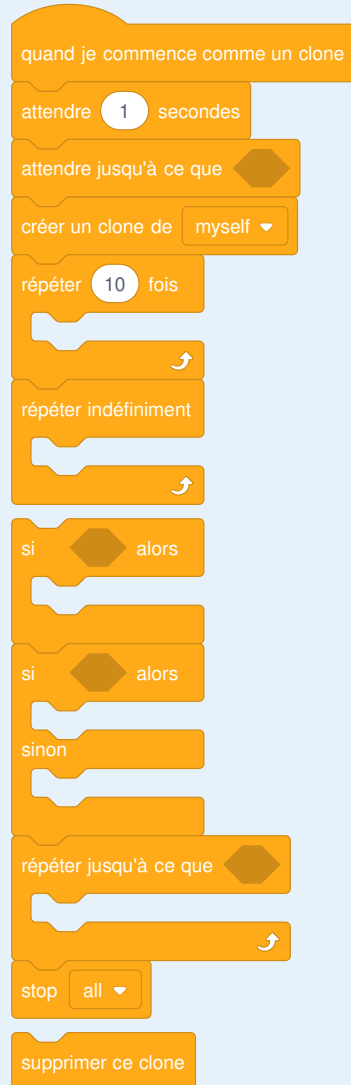 quand je commence comme un clone
attendre 1 secondes
attendre jusqu'à ce que
créer un clone de myself
répéter 10 fois
répéter indéfiniment
si alors
si alors
sinon
répéter jusqu'à ce que
stop all
supprimer ce clone